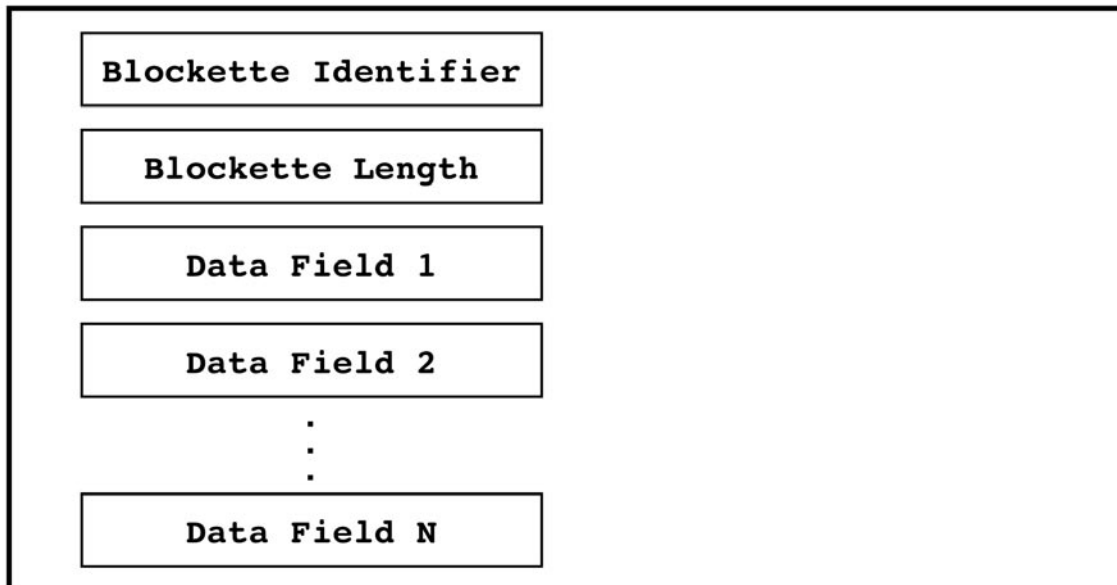 Blockette Identifier
Blockette Length
Data Field 1
Data Field 2
.
.
.
Data Field N